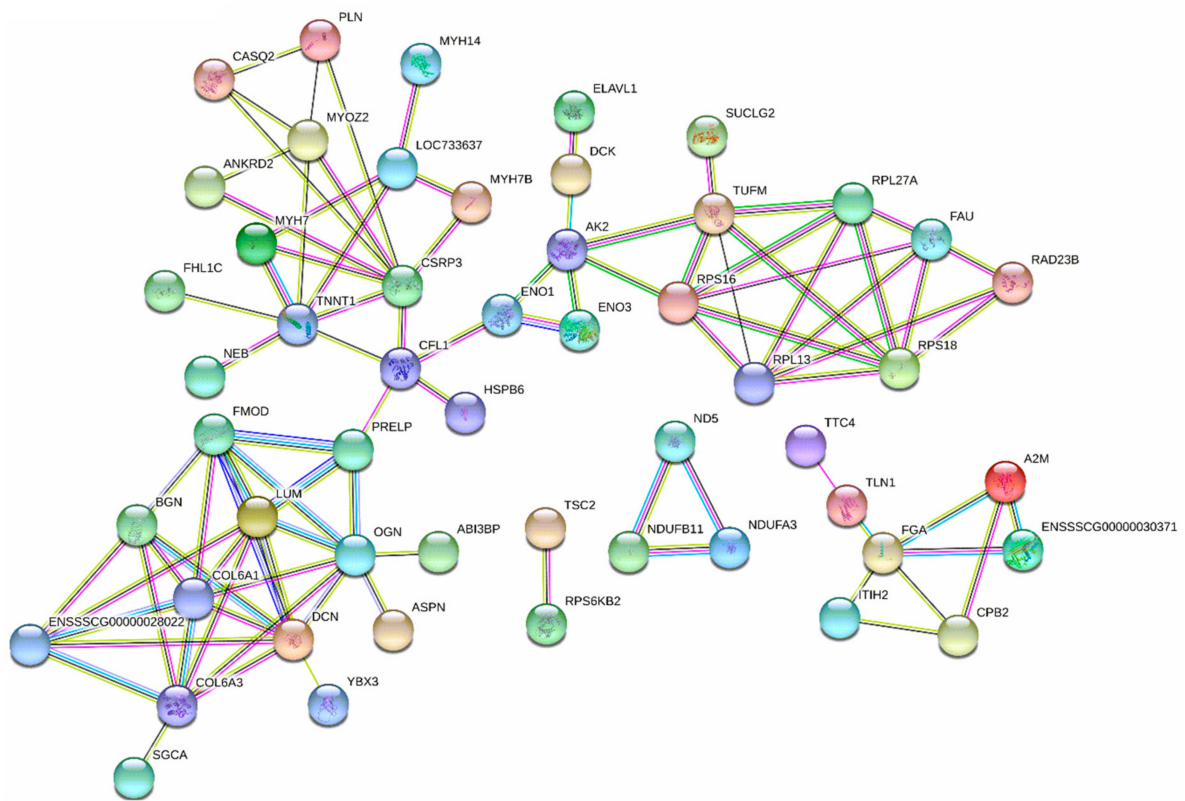 PLN
MYH14
CASQ2
ELAVL1
SUCLG2
MYOZ2
LOC733637
DCK
ANKRD2
MYH7B
TUFM
RPL27A
FAU
MYH7
AK2
RAD23B
FHL1C
CSRP3
RPS16
TNNT1
ENO1
ENO3
NEB
CFL1
RPL13
RPS18
HSPB6
FMOD
PRELP
ND5
TTC4
A2M
BGN
LUM
TSC2
TLN1
OGN
ABI3BP
NDUFB11
NDUFA3
FGA
ENSSSCG00000030371
COL6A1
RPS6KB2
ITIH2
CPB2
ENSSSCG00000028022
DCN
ASPN
COL6A3
YBX3
SGCA